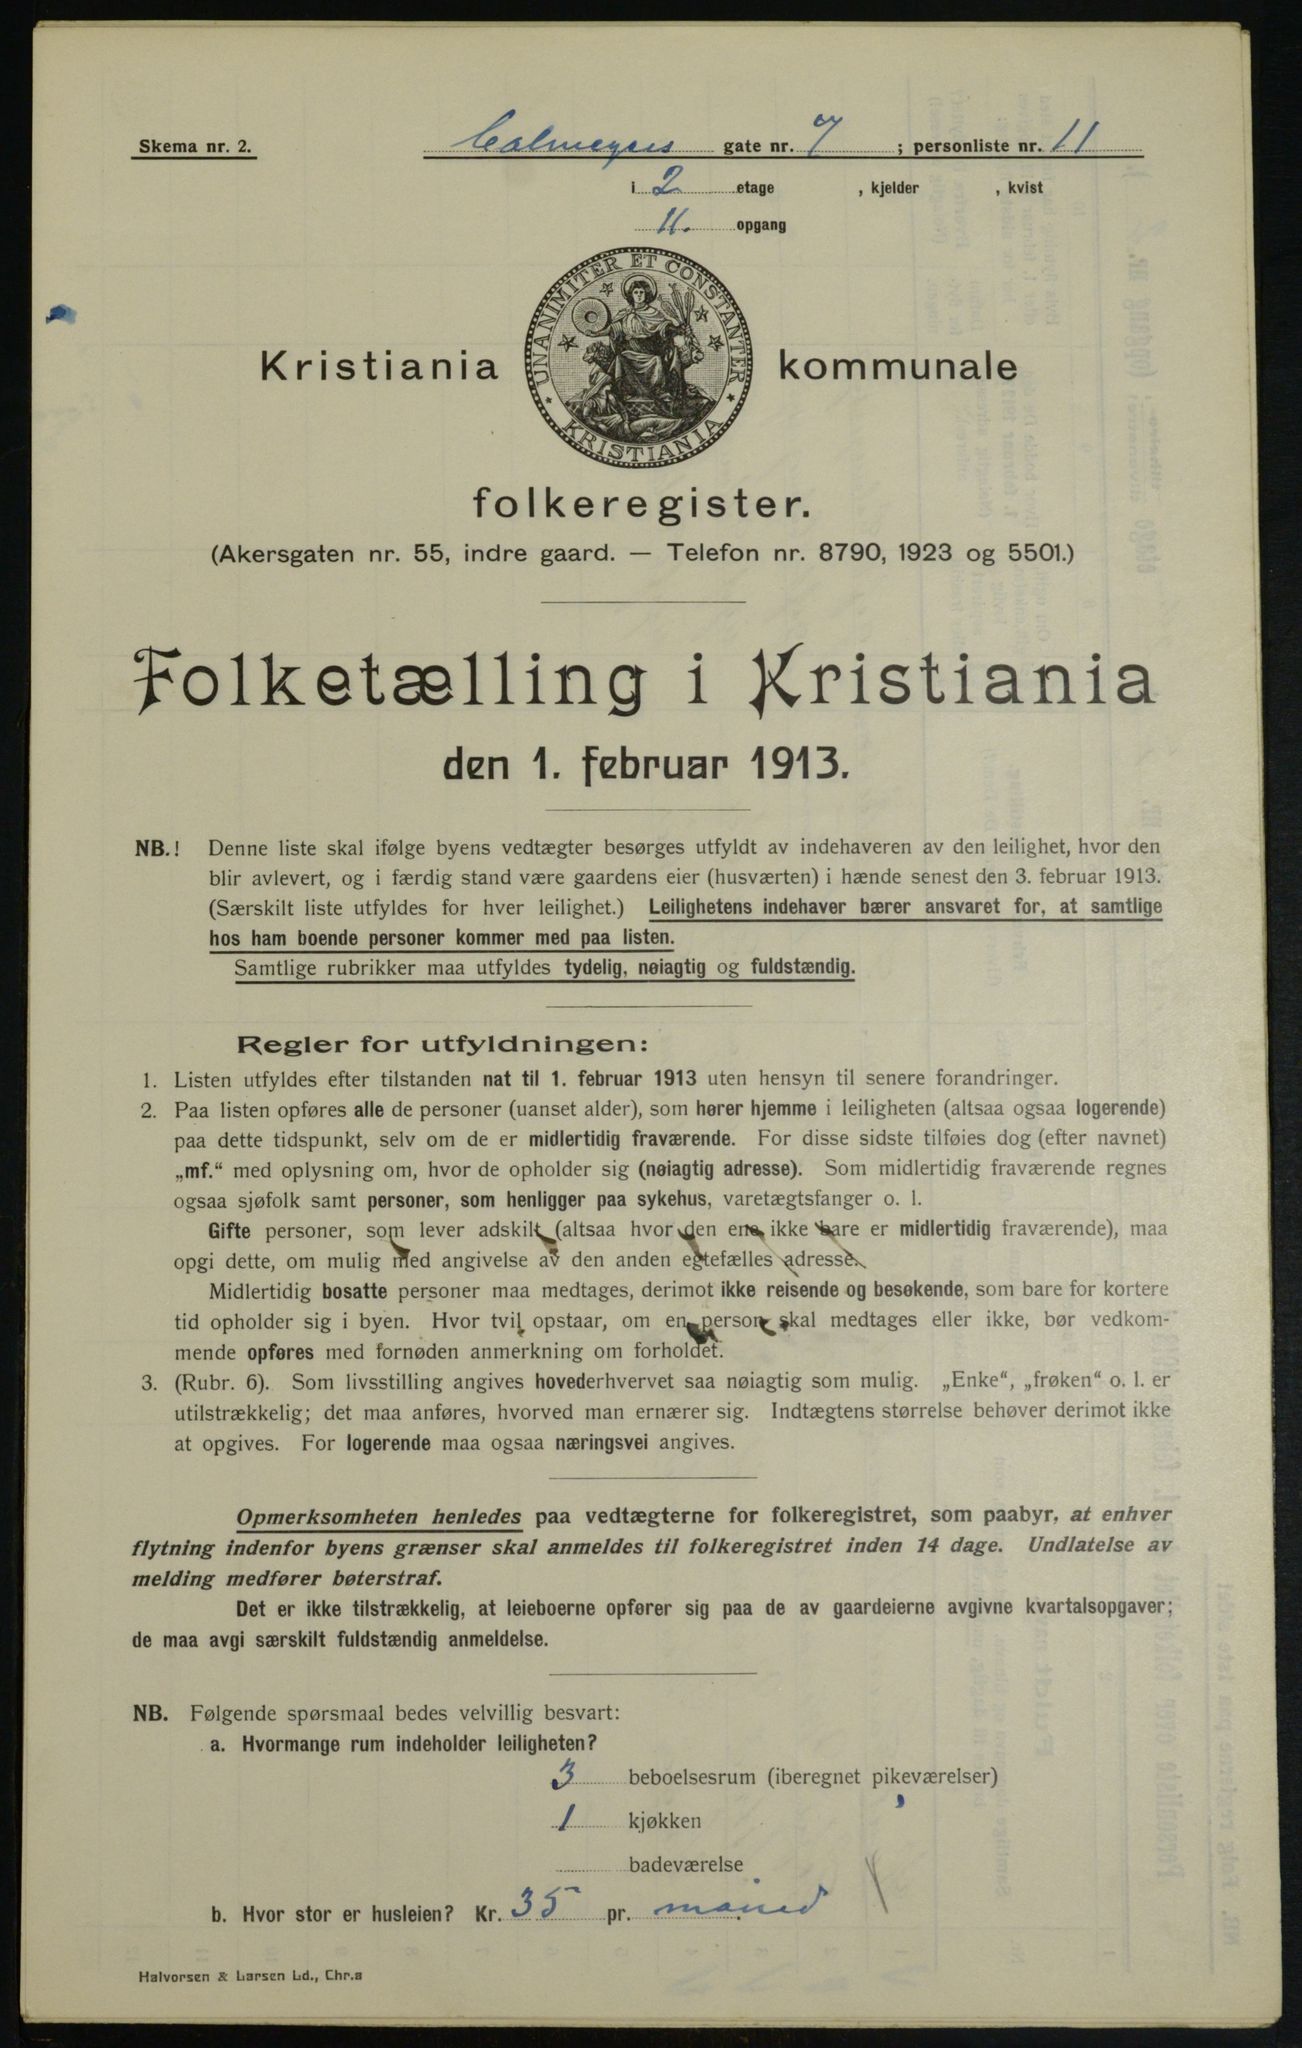 Skema nr. 2. Calmeyers gate nr. 7 ; personliste nr. 11
i 2 etage , kjelder , kvist
11. opgang
UNANIMITER ET CONSTANTER
KRISTIANIA
Kristiania kommunale
folkeregister.
(Akersgaten nr. 55, indre gaard. — Telefon nr. 8790, 1923 og 5501.)
Folketælling i Kristiania
den 1. februar 1913.
NB.! Denne liste skal ifølge byens vedtægter besørges utfyldt av indehaveren av den leilighet, hvor den
blir avlevert, og i færdig stand være gaardens eier (husværten) i hænde senest den 3. februar 1913.
(Særskilt liste utfyldes for hver leilighet.) Leilighetens indehaver bærer ansvaret for, at samtlige
hos ham boende personer kommer med paa listen.
Samtlige rubrikker maa utfyldes tydelig, nøiagtig og fuldstændig.
Regler for utfyldningen:
1. Listen utfyldes efter tilstanden nat til 1. februar 1913 uten hensyn til senere forandringer.
2. Paa listen opføres alle de personer (uanset alder), som hører hjemme i leiligheten (altsaa ogsaa logerende)
paa dette tidspunkt, selv om de er midlertidig fraværende. For disse sidste tilføies dog (efter navnet)
„mf.“ med oplysning om, hvor de opholder sig (nøiagtig adresse). Som midlertidig fraværende regnes
ogsaa sjøfolk samt personer, som henligger paa sykehus, varetægtsfanger o. l.
Gifte personer, som lever adskilt (altsaa hvor den ene ikke bare er midlertidig fraværende), maa
opgi dette, om mulig med angivelse av den anden egtefælles adresse.
Midlertidig bosatte personer maa medtages, derimot ikke reisende og besøkende, som bare for kortere
tid opholder sig i byen. Hvor tvil opstaar, om en person skal medtages eller ikke, bør vedkom-
mende opføres med fornøden anmerkning om forholdet.
3. (Rubr. 6). Som livsstilling angives hovederhvervet saa nøiagtig som mulig. „Enke“, „frøken“ o. l. er
utilstrækkelig; det maa anføres, hvorved man ernærer sig. Indtægtens størrelse behøver derimot ikke
at opgives. For logerende maa ogsaa næringsvei angives.
Opmerksomheten henledes paa vedtægterne for folkeregistret, som paabyr, at enhver
flytning indenfor byens grænser skal anmeldes til folkeregistret inden 14 dage. Undlatelse av
melding medfører bøterstraf.
Det er ikke tilstrækkelig, at leieboerne opfører sig paa de av gaardeierne avgivne kvartalsopgaver;
de maa avgi særskilt fuldstændig anmeldelse.
NB. Følgende spørsmaal bedes velvillig besvart:
a. Hvormange rum indeholder leiligheten?
3 beboelsesrum (iberegnet pikeværelser)
1 kjøkken
badeværelse
b. Hvor stor er husleien? Kr. 35 pr. maaned
Halvorsen & Larsen Ld., Chr.a